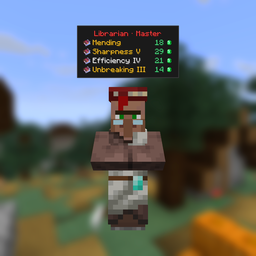 Librarian - Master
Mending 18
Sharpness V 29
Efficiency IV 21
Unbreaking III 14